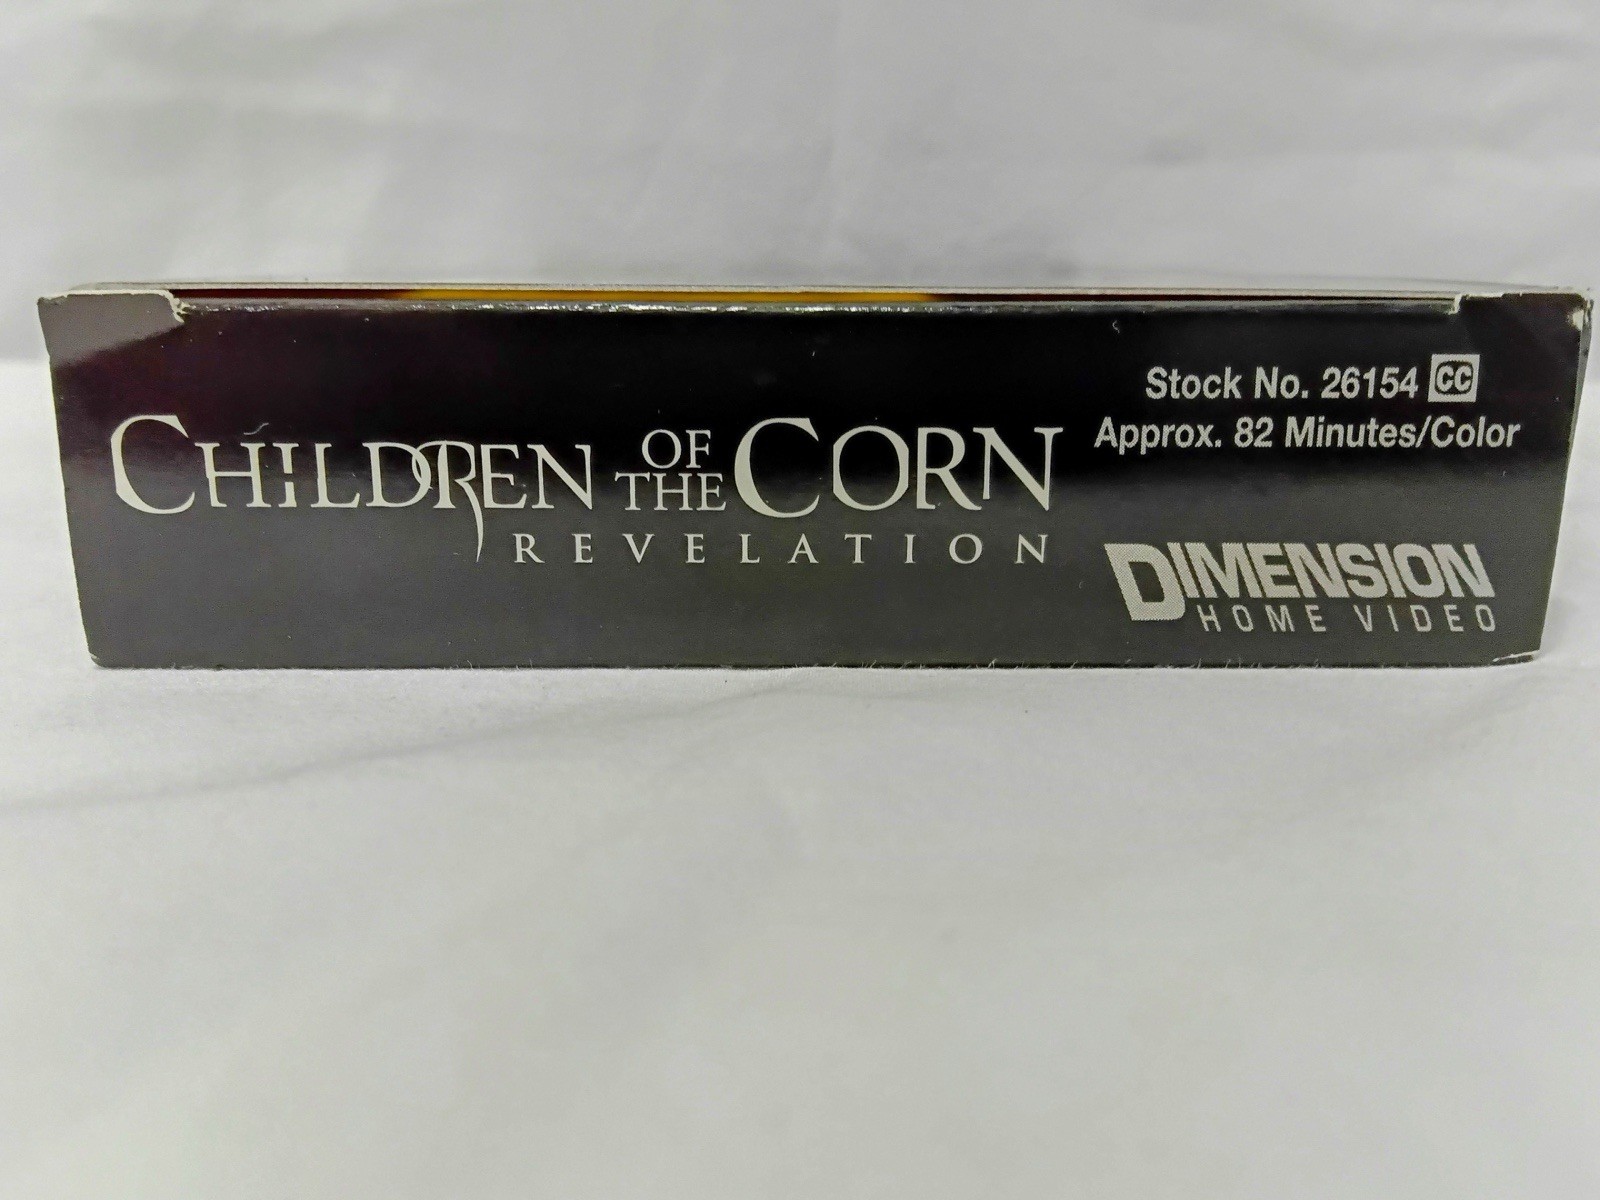 CHILDREN OF THE CORN
REVELATION
Stock No. 26154 CC
Approx. 82 Minutes/Color
DIMENSION
HOME VIDEO